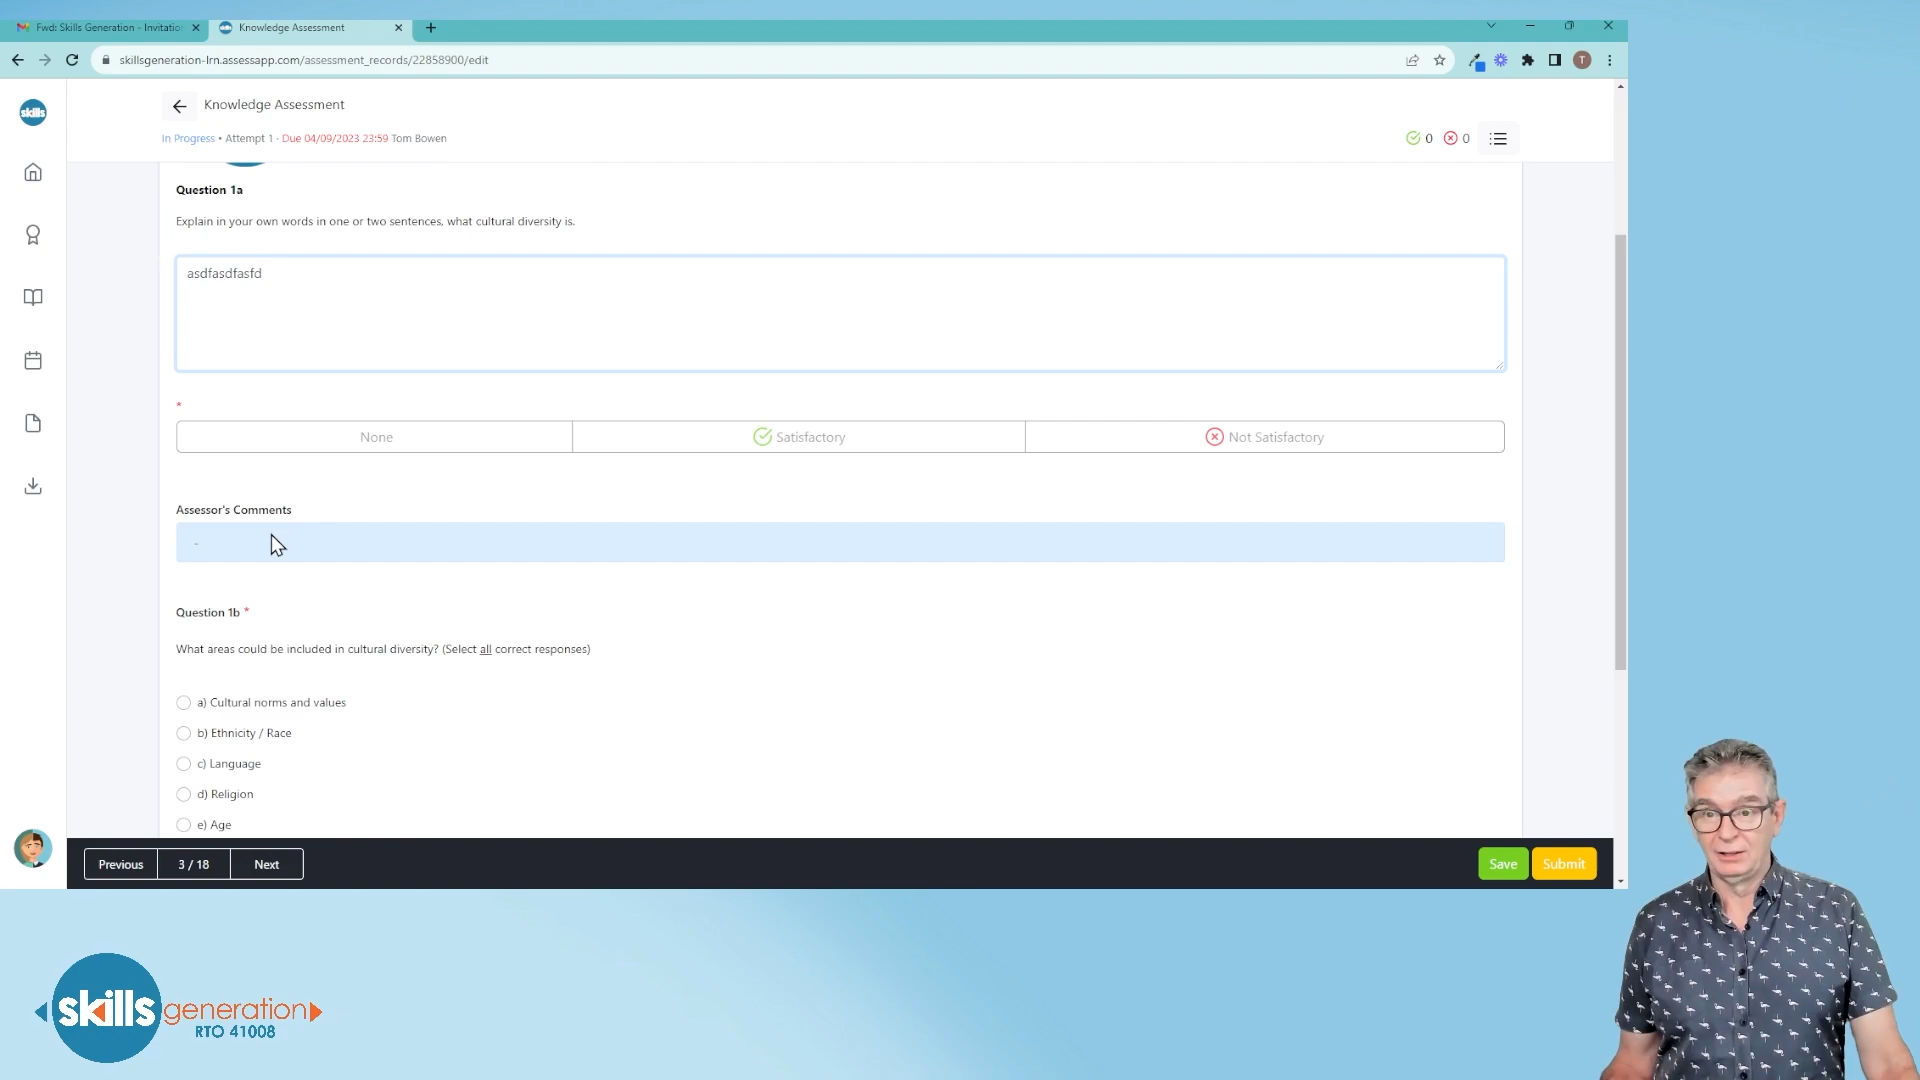 Fwd: Skills Generation - Invitation
Knowledge Assessment
skillsgeneration-lrn.assessapp.com/assessment_records/22858900/edit
T
skills
Knowledge Assessment
In Progress • Attempt 1 · Due 04/09/2023 23:59 Tom Bowen
0 0
Question 1a
Explain in your own words in one or two sentences, what cultural diversity is.
asdfasdfasfd
*
None Satisfactory Not Satisfactory
Assessor's Comments
-
Question 1b *
What areas could be included in cultural diversity? (Select all correct responses)
a) Cultural norms and values
b) Ethnicity / Race
c) Language
d) Religion
e) Age
Previous 3 / 18 Next
Save Submit
skills generation
RTO 41008